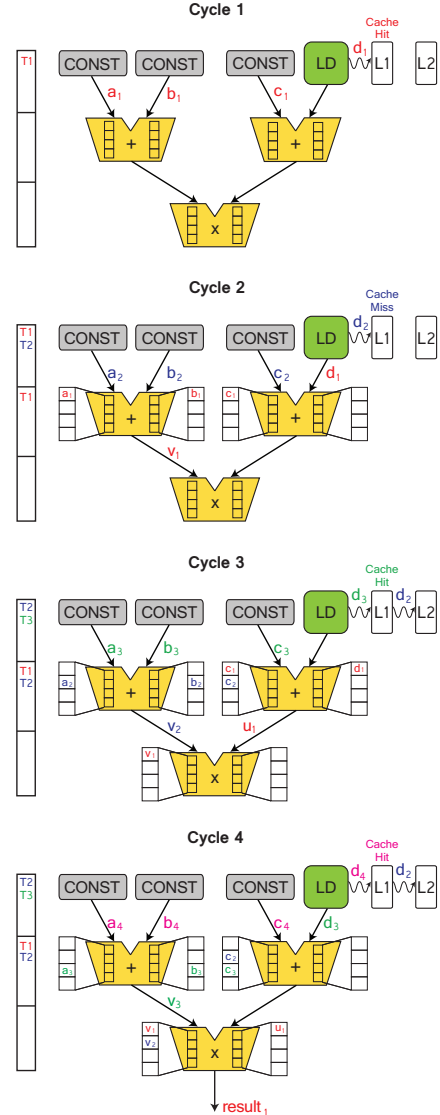 Cycle 1
Cache
Hit
T1
CONST CONST CONST LD d₁ L1 L2
a₁ b₁ c₁
+ +
x
Cycle 2
Cache
Miss
T1
T2
CONST CONST CONST LD d₂ L1 L2
a₂ b₂ c₂ d₁
T1 a₁ b₁ c₁
+ +
v₁
x
Cycle 3
Cache
Hit
T2
T3
CONST CONST CONST LD d₃ L1 d₂ L2
a₃ b₃ c₃
T1 c₁ d₁
T2 a₂ b₂ c₂
+ +
v₂ u₁
v₁
x
Cycle 4
Cache
Hit
T2
T3
CONST CONST CONST LD d₄ L1 d₂ L2
a₄ b₄ c₄ d₃
T1
T2 c₂
a₃ b₃ c₃
+ +
v₃
v₁ u₁
v₂
x
result₁